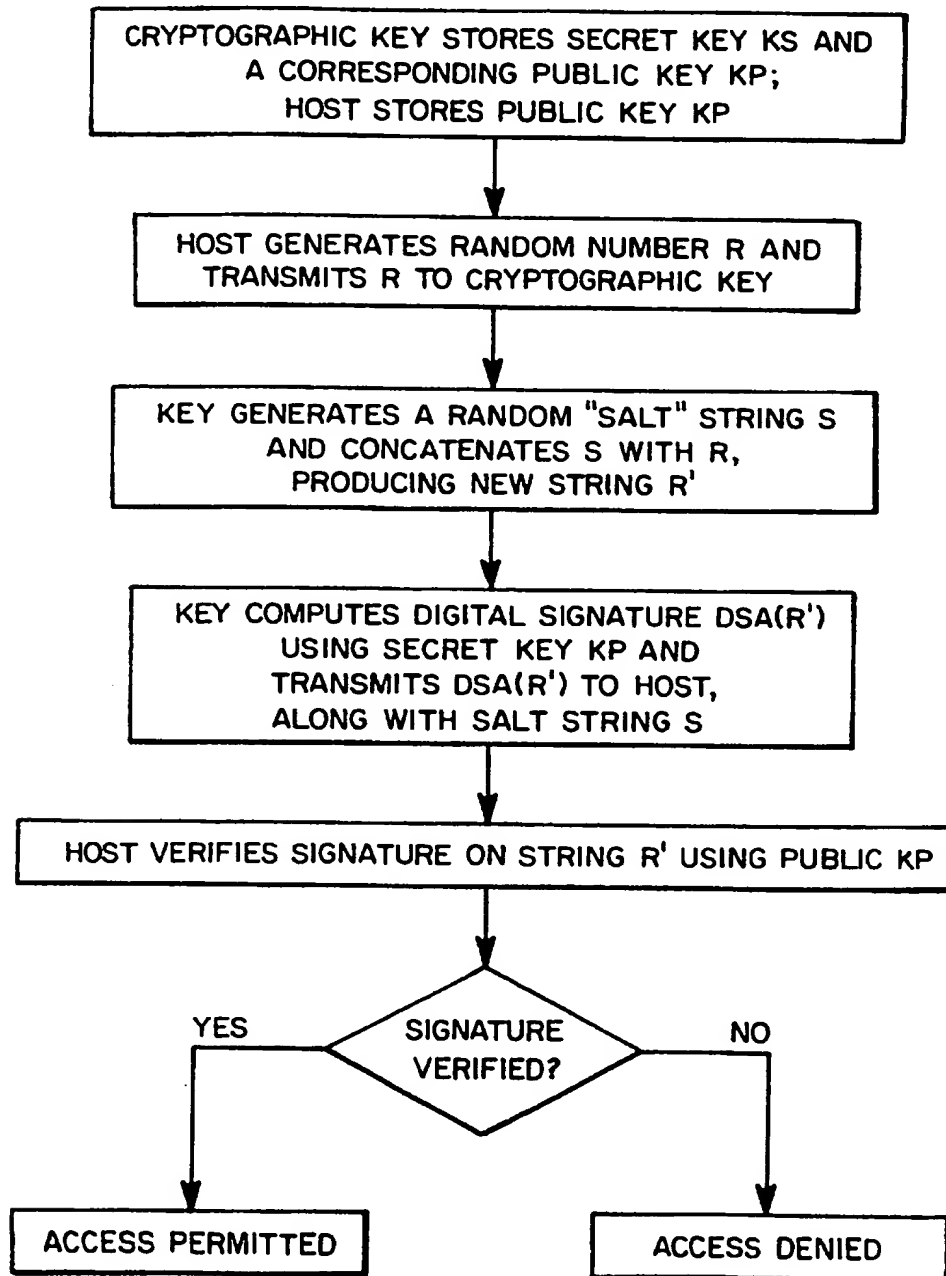 CRYPTOGRAPHIC KEY STORES SECRET KEY KS AND
A CORRESPONDING PUBLIC KEY KP;
HOST STORES PUBLIC KEY KP
HOST GENERATES RANDOM NUMBER R AND
TRANSMITS R TO CRYPTOGRAPHIC KEY
KEY GENERATES A RANDOM "SALT" STRING S
AND CONCATENATES S WITH R,
PRODUCING NEW STRING R'
KEY COMPUTES DIGITAL SIGNATURE DSA(R')
USING SECRET KEY KP AND
TRANSMITS DSA(R') TO HOST,
ALONG WITH SALT STRING S
HOST VERIFIES SIGNATURE ON STRING R' USING PUBLIC KP
YES
SIGNATURE
VERIFIED?
NO
ACCESS PERMITTED
ACCESS DENIED